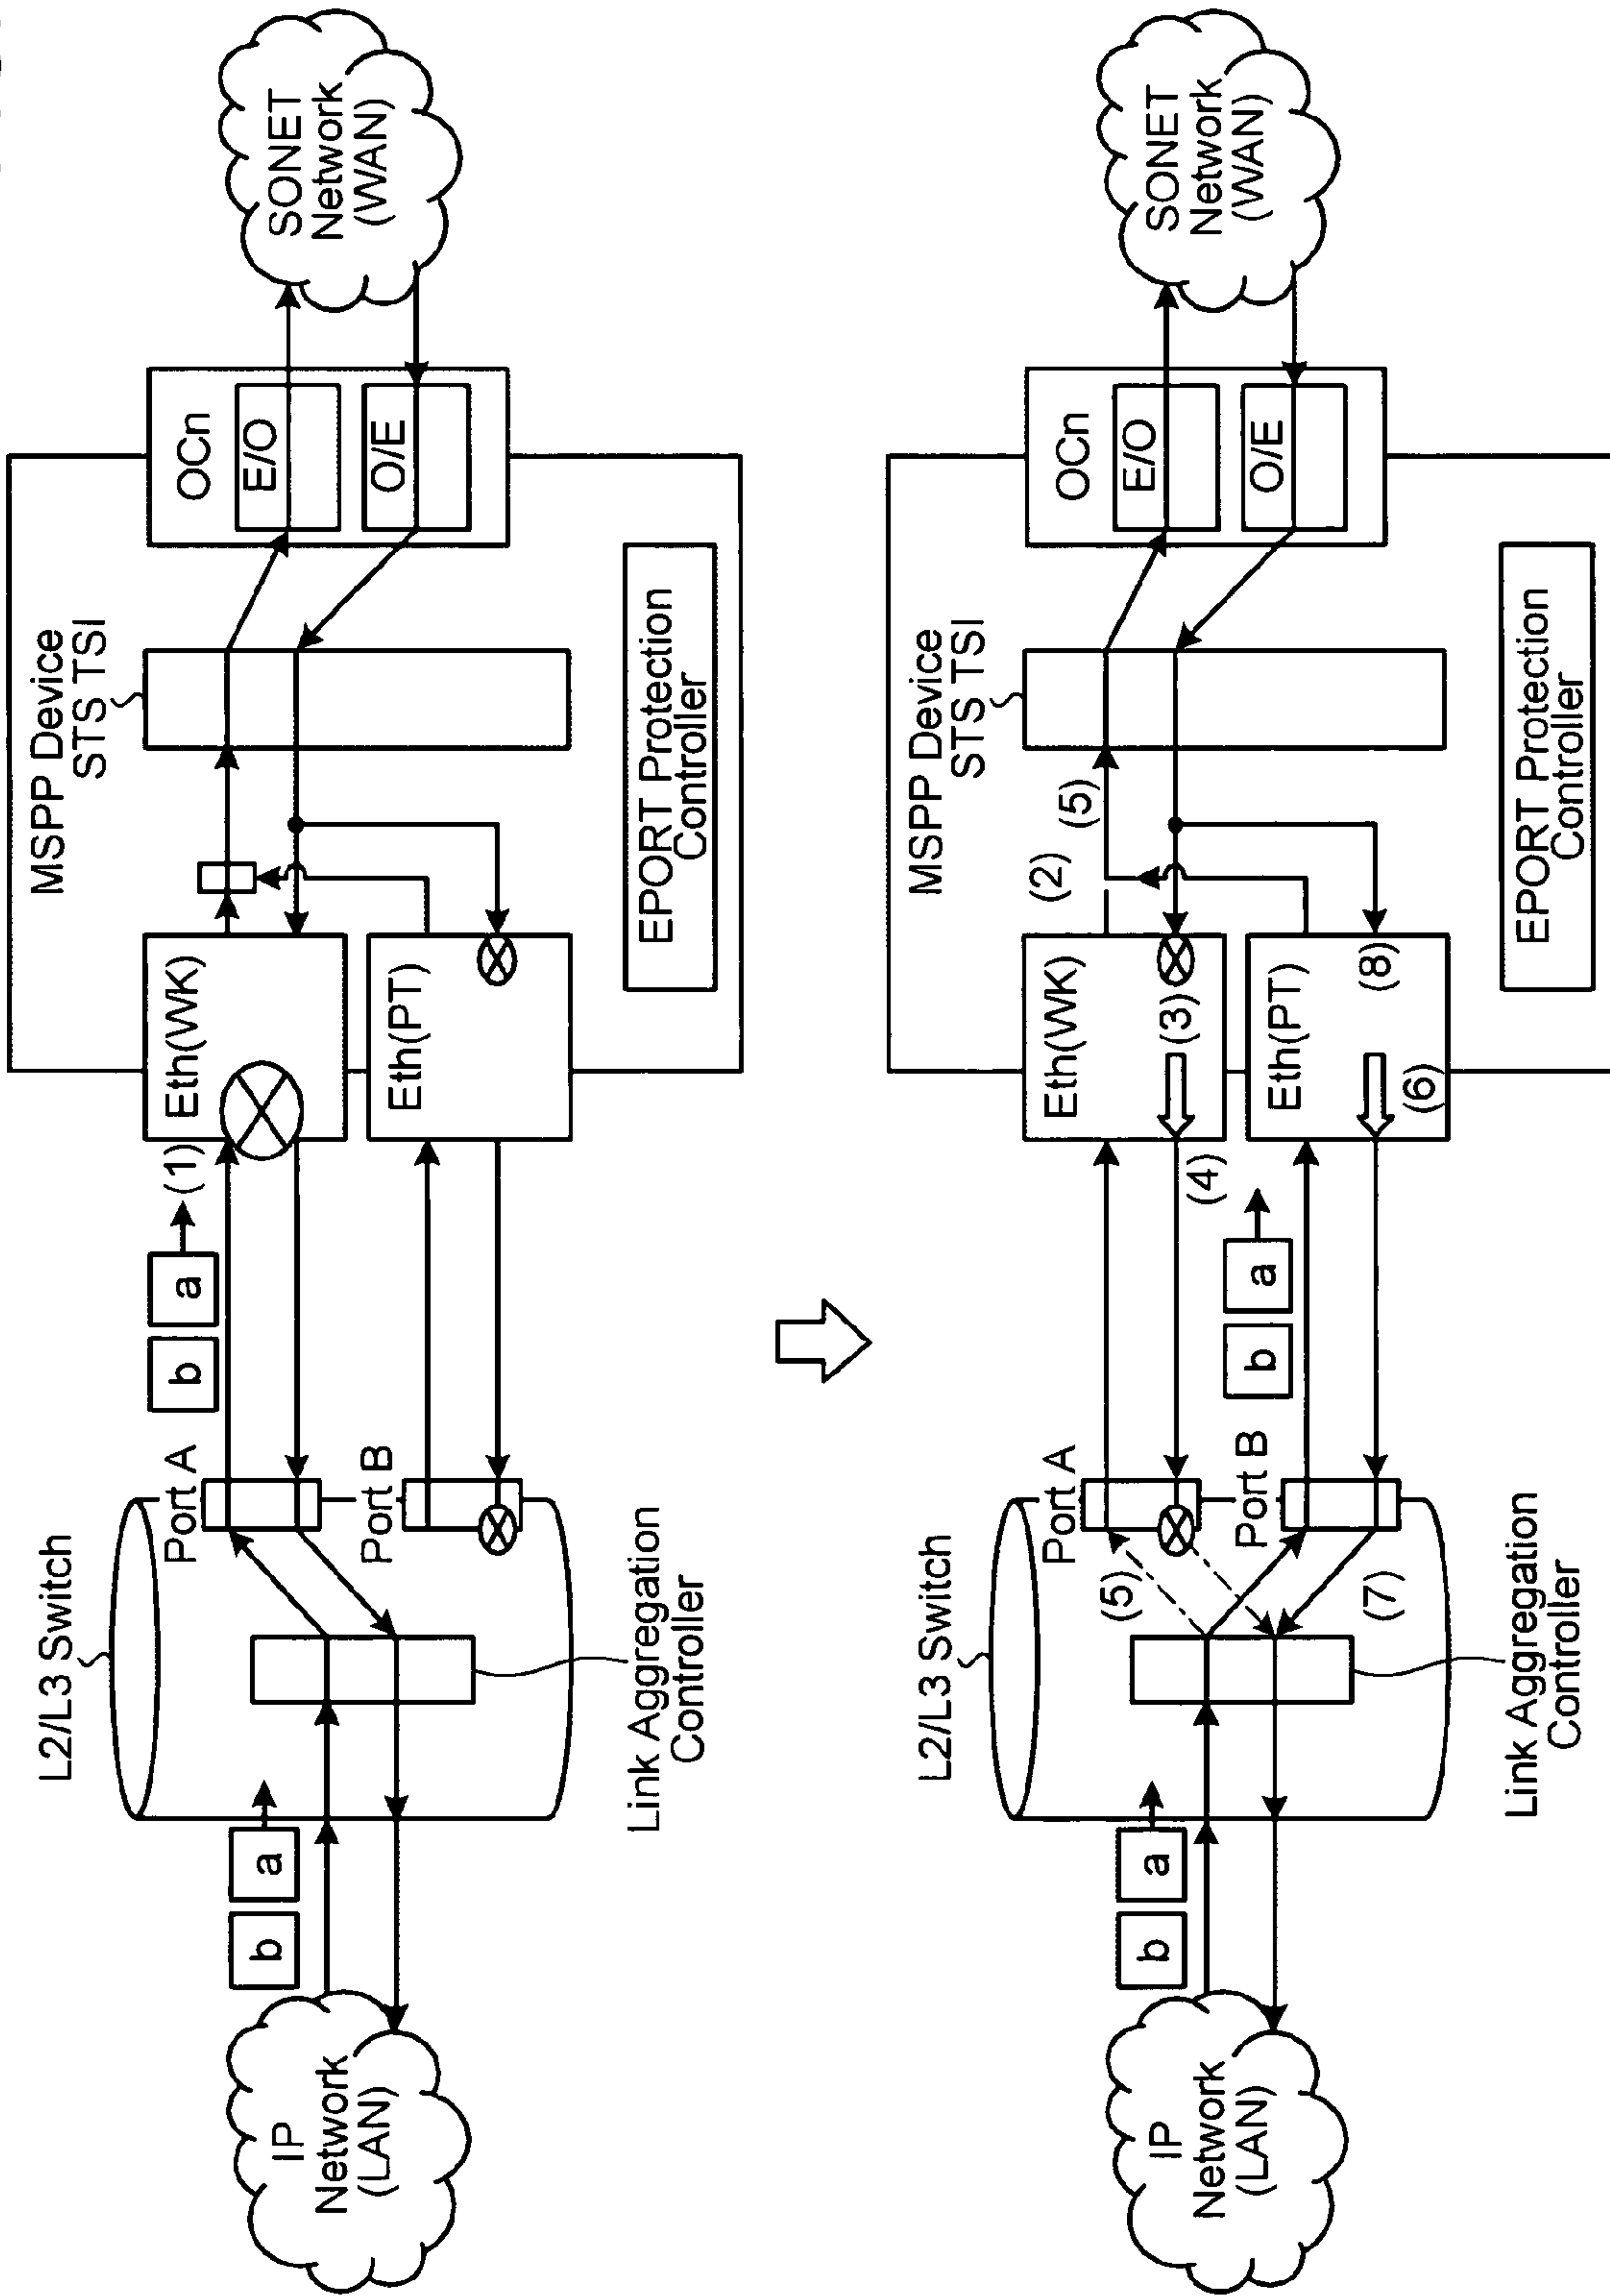 IP
Network
(LAN)
b
a
L2/L3 Switch
Link Aggregation
Controller
Port A
Port B
b
a
(1)
Eth(WK)
Eth(PT)
MSPP Device
STS TSI
EPORT Protection
Controller
OCn
E/O
O/E
SONET
Network
(WAN)
IP
Network
(LAN)
b
a
L2/L3 Switch
(5)
(7)
Link Aggregation
Controller
Port A
Port B
b
a
(4)
Eth(WK)
(3)
Eth(PT)
(6)
(8)
(2)
(5)
MSPP Device
STS TSI
EPORT Protection
Controller
OCn
E/O
O/E
SONET
Network
(WAN)